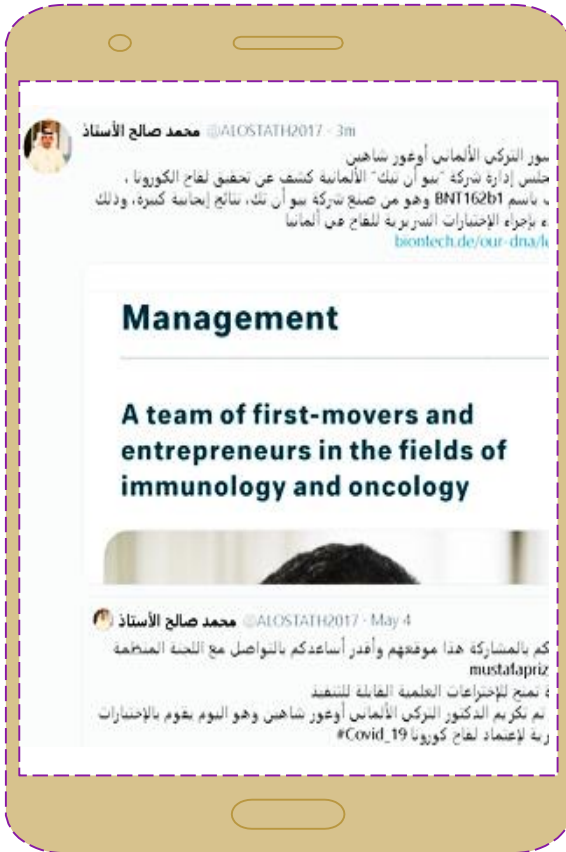 محمد صالح الأستاذ @ALOSTATH2017 · 3m
سور التركي الألماني أوغور شاهين
جلس إدارة شركة "بيو أن تيك" الألمانية كشف عن تحقيق لقاح الكورونا ،
باسم BNT162b1 وهو من صنع شركة بيو أن تك، نتائج إيجابية كبيرة، وذلك
بإجراء الإختبارات السريرية للقاح في ألمانيا
biontech.de/our-dna/le
Management
A team of first-movers and
entrepreneurs in the fields of
immunology and oncology
محمد صالح الأستاذ @ALOSTATH2017 · May 4
كم بالمشاركة هذا موقعهم وأقدر أساعدكم بالتواصل مع اللجنة المنظمة
mustafapriz
ة تمنح للإختراعات العلمية القابلة للتنفيذ
تم تكريم الدكتور التركي الألماني أوغور شاهين وهو اليوم يقوم بالإختبارات
رية لإعتماد لقاح كورونا #Covid_19